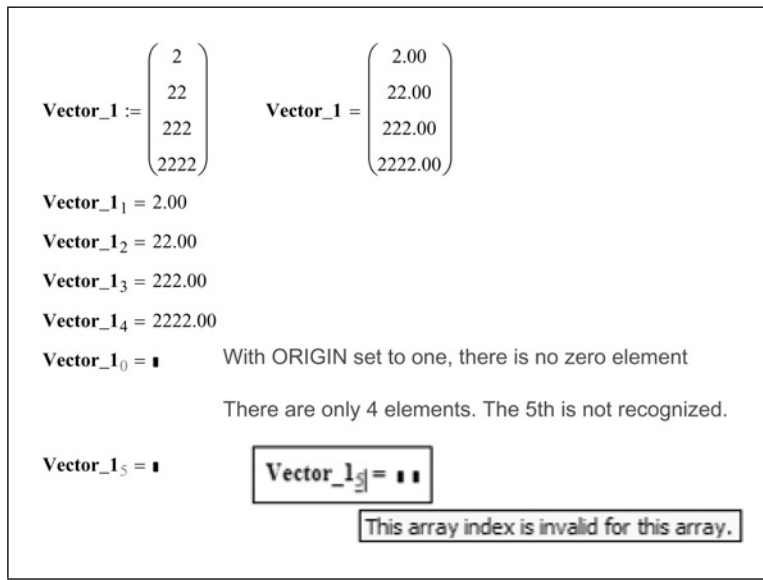 Vector_1 := (2 22 222 2222) Vector_1 = (2.00 22.00 222.00 2222.00)
Vector_1₁ = 2.00
Vector_1₂ = 22.00
Vector_1₃ = 222.00
Vector_1₄ = 2222.00
Vector_1₀ = ▪ With ORIGIN set to one, there is no zero element
There are only 4 elements. The 5th is not recognized.
Vector_1₅ = ▪ Vector_1₅ = ▪ ▪
This array index is invalid for this array.